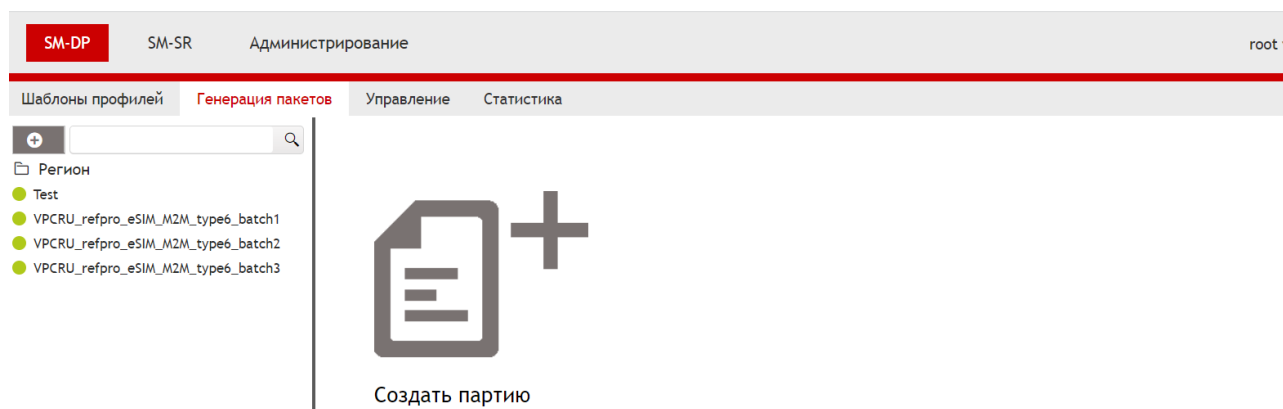 SM-DP SM-SR Администрирование root
Шаблоны профилей Генерация пакетов Управление Статистика
Регион
Test
VPCRU_refpro_eSIM_M2M_type6_batch1
VPCRU_refpro_eSIM_M2M_type6_batch2
VPCRU_refpro_eSIM_M2M_type6_batch3
Создать партию